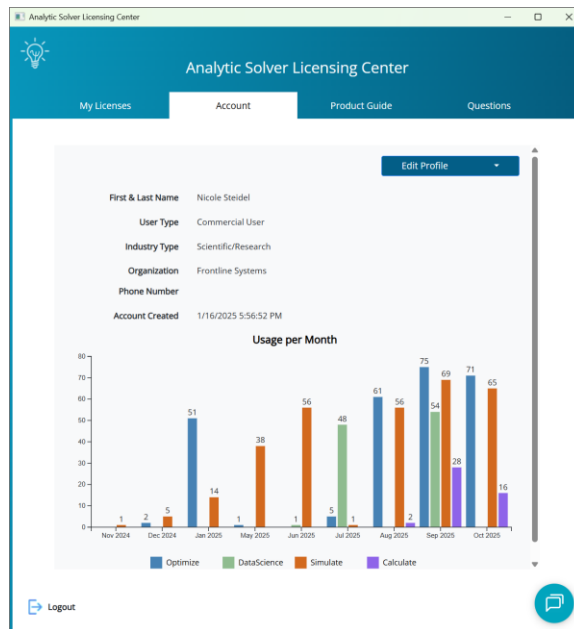 Analytic Solver Licensing Center
Analytic Solver Licensing Center
My Licenses Account Product Guide Questions
Edit Profile
First & Last Name Nicole Steidel
User Type Commercial User
Industry Type Scientific/Research
Organization Frontline Systems
Phone Number
Account Created 1/16/2025 5:56:52 PM
Usage per Month
80
70
60
50
40
30
20
10
0
1
2 5
51 14
1 38
1 56
5 48 1
61 56 2
75 54 69 28
71 65 16
Nov 2024 Dec 2024 Jan 2025 May 2025 Jun 2025 Jul 2025 Aug 2025 Sep 2025 Oct 2025
Optimize DataScience Simulate Calculate
Logout